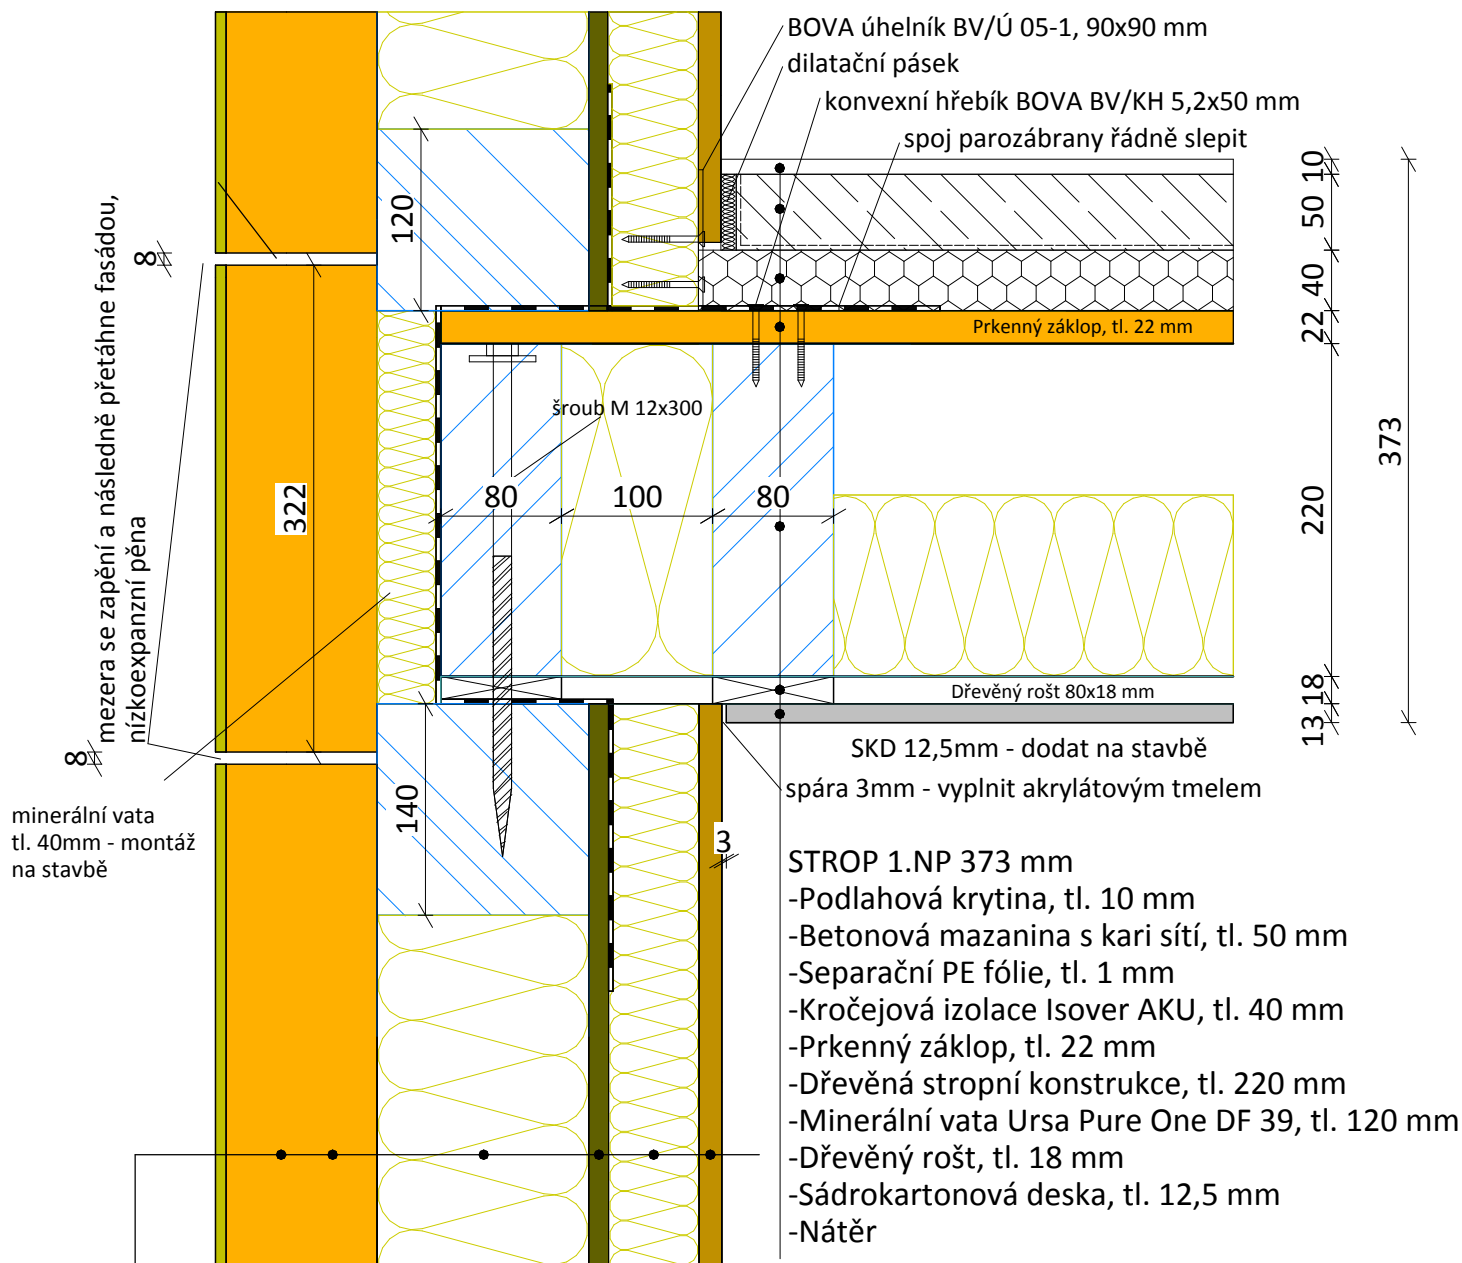 BOVA úhelník BV/Ú 05-1, 90x90 mm
dilatační pásek
konvexní hřebík BOVA BV/KH 5,2x50 mm
spoj parozábrany řádně slepit
10
50
40
22
220
18
13
373
120
8
322
8
mezera se zapění a následně přetáhne fasádou,
nízkoexpanzní pěna
Prkenný záklop, tl. 22 mm
šroub M 12x300
80
100
80
Dřevěný rošt 80x18 mm
SKD 12,5mm - dodat na stavbě
spára 3mm - vyplnit akrylátovým tmelem
140
3
minerální vata
tl. 40mm - montáž
na stavbě
STROP 1.NP 373 mm
-Podlahová krytina, tl. 10 mm
-Betonová mazanina s kari sítí, tl. 50 mm
-Separační PE fólie, tl. 1 mm
-Kročejová izolace Isover AKU, tl. 40 mm
-Prkenný záklop, tl. 22 mm
-Dřevěná stropní konstrukce, tl. 220 mm
-Minerální vata Ursa Pure One DF 39, tl. 120 mm
-Dřevěný rošt, tl. 18 mm
-Sádrokartonová deska, tl. 12,5 mm
-Nátěr